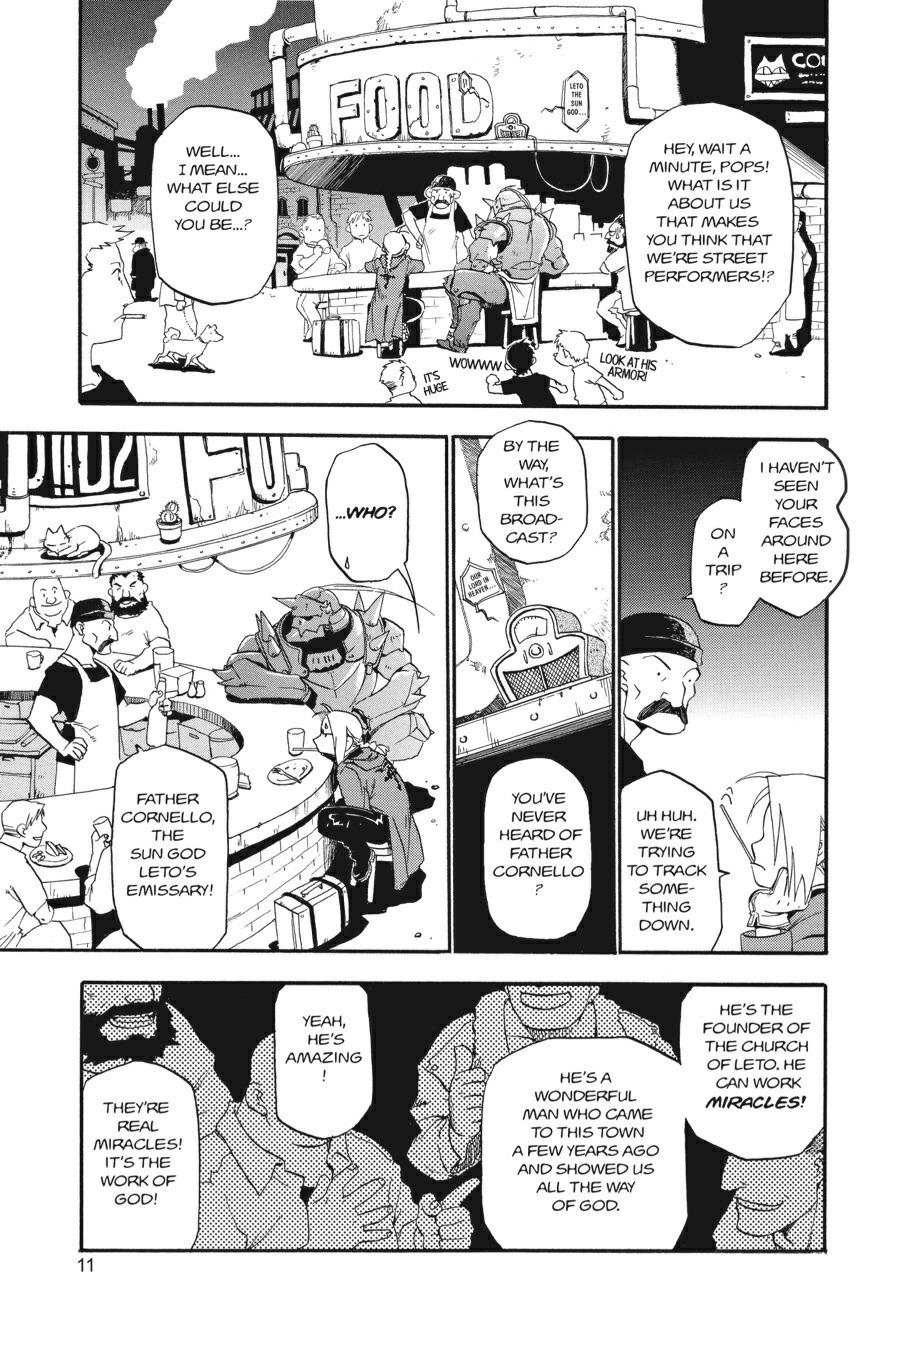 HEY, WAIT A
MINUTE, POPS!
WHAT IS IT
ABOUT US
THAT MAKES
YOU THINK THAT
WE'RE STREET
PERFORMERS!?
FOOD
LETO
THE
SUN
GOD...
WELL...
I MEAN...
WHAT ELSE
COULD
YOU BE...?
LOOK AT HIS
ARMOR!
WOWWW
IT'S
HUGE
I HAVEN'T
SEEN
YOUR
FACES
AROUND
HERE
BEFORE.
ON
A
TRIP
?
UH HUH.
WE'RE
TRYING
TO TRACK
SOME-
THING
DOWN.
BY THE
WAY,
WHAT'S
THIS
BROAD-
CAST?
OUR
LORD IN
HEAVEN...
YOU'VE
NEVER
HEARD OF
FATHER
CORNELLO
?
...WHO?
FATHER
CORNELLO,
THE
SUN GOD
LETO'S
EMISSARY!
HE'S THE
FOUNDER OF
THE CHURCH
OF LETO. HE
CAN WORK
MIRACLES!
HE'S A
WONDERFUL
MAN WHO CAME
TO THIS TOWN
A FEW YEARS AGO
AND SHOWED US
ALL THE WAY
OF GOD.
YEAH,
HE'S
AMAZING
!
THEY'RE
REAL
MIRACLES!
IT'S THE
WORK OF
GOD!
11